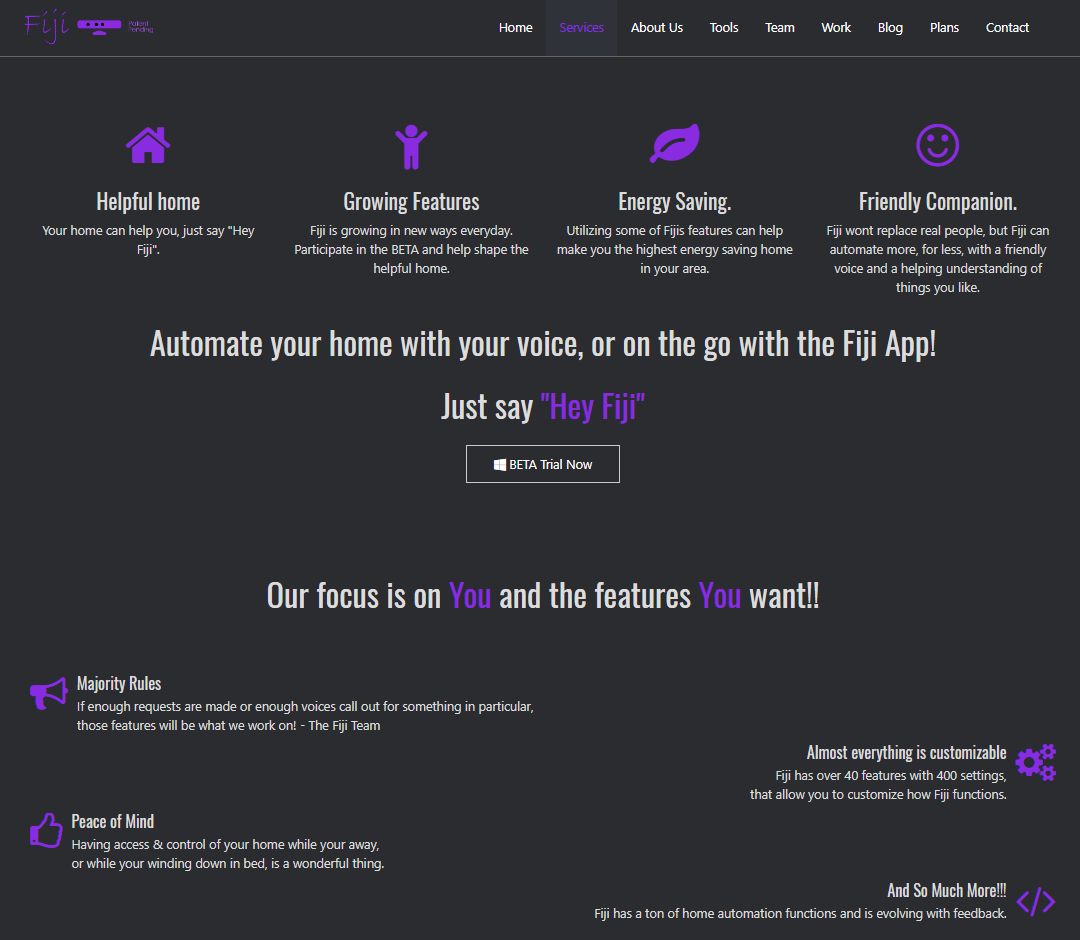 Fiji
Patent
Pending
Home Services About Us Tools Team Work Blog Plans Contact
Helpful home
Your home can help you, just say "Hey
Fiji".
Growing Features
Fiji is growing in new ways everyday.
Participate in the BETA and help shape the
helpful home.
Energy Saving.
Utilizing some of Fijis features can help
make you the highest energy saving home
in your area.
Friendly Companion.
Fiji wont replace real people, but Fiji can
automate more, for less, with a friendly
voice and a helping understanding of
things you like.
Automate your home with your voice, or on the go with the Fiji App!
Just say "Hey Fiji"
BETA Trial Now
Our focus is on You and the features You want!!
Majority Rules
If enough requests are made or enough voices call out for something in particular,
those features will be what we work on! - The Fiji Team
Almost everything is customizable
Fiji has over 40 features with 400 settings,
that allow you to customize how Fiji functions.
Peace of Mind
Having access & control of your home while your away,
or while your winding down in bed, is a wonderful thing.
And So Much More!!!
Fiji has a ton of home automation functions and is evolving with feedback.